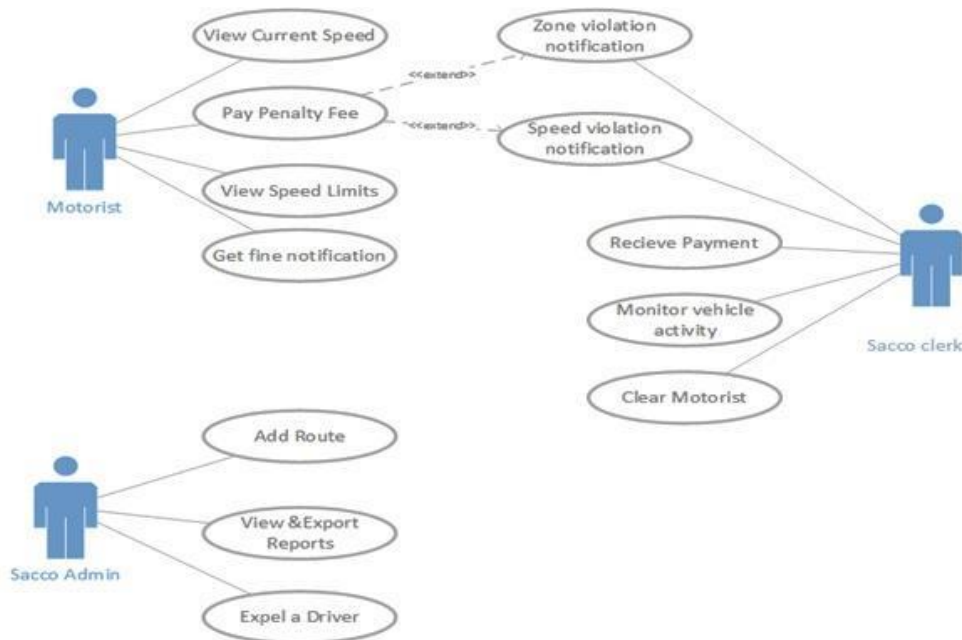 View Current Speed
Zone violation
notification
<<extend>>
Pay Penalty Fee
<<extend>>
Speed violation
notification
Motorist
View Speed Limits
Get fine notification
Recieve Payment
Monitor vehicle
activity
Sacco clerk
Clear Motorist
Add Route
View &Export
Reports
Sacco Admin
Expel a Driver